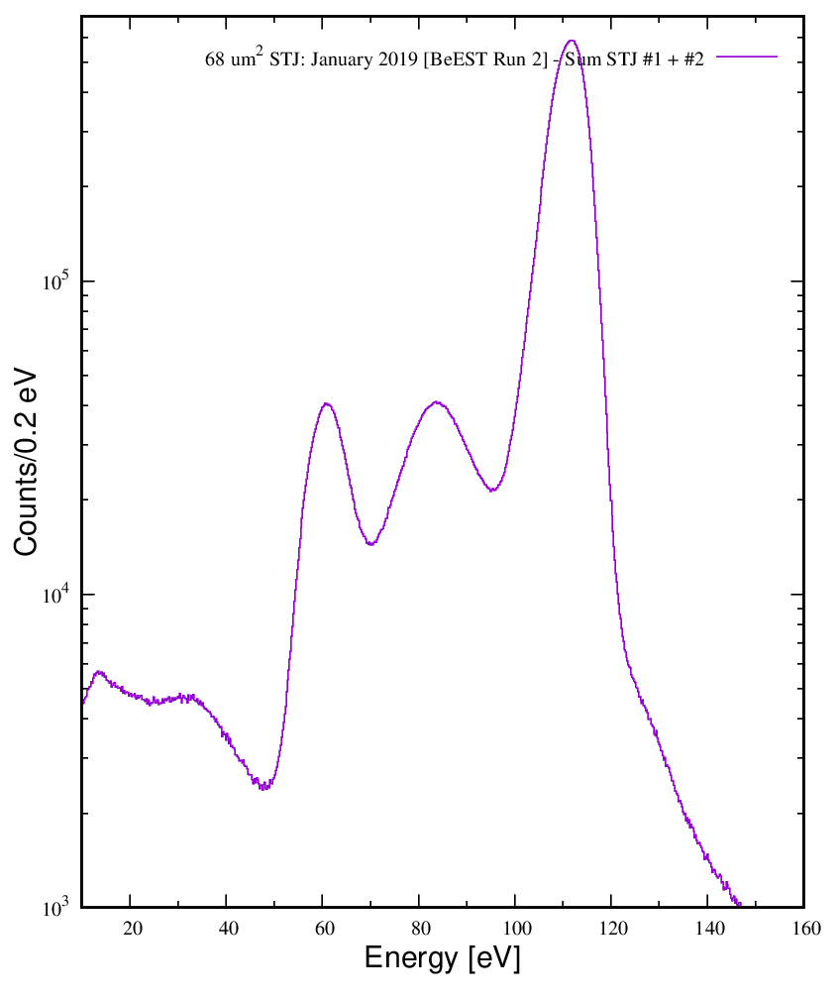 68 um² STJ: January 2019 [BeEST Run 2] - Sum STJ #1 + #2
10⁵
10⁴
10³
Counts/0.2 eV
20 40 60 80 100 120 140 160
Energy [eV]